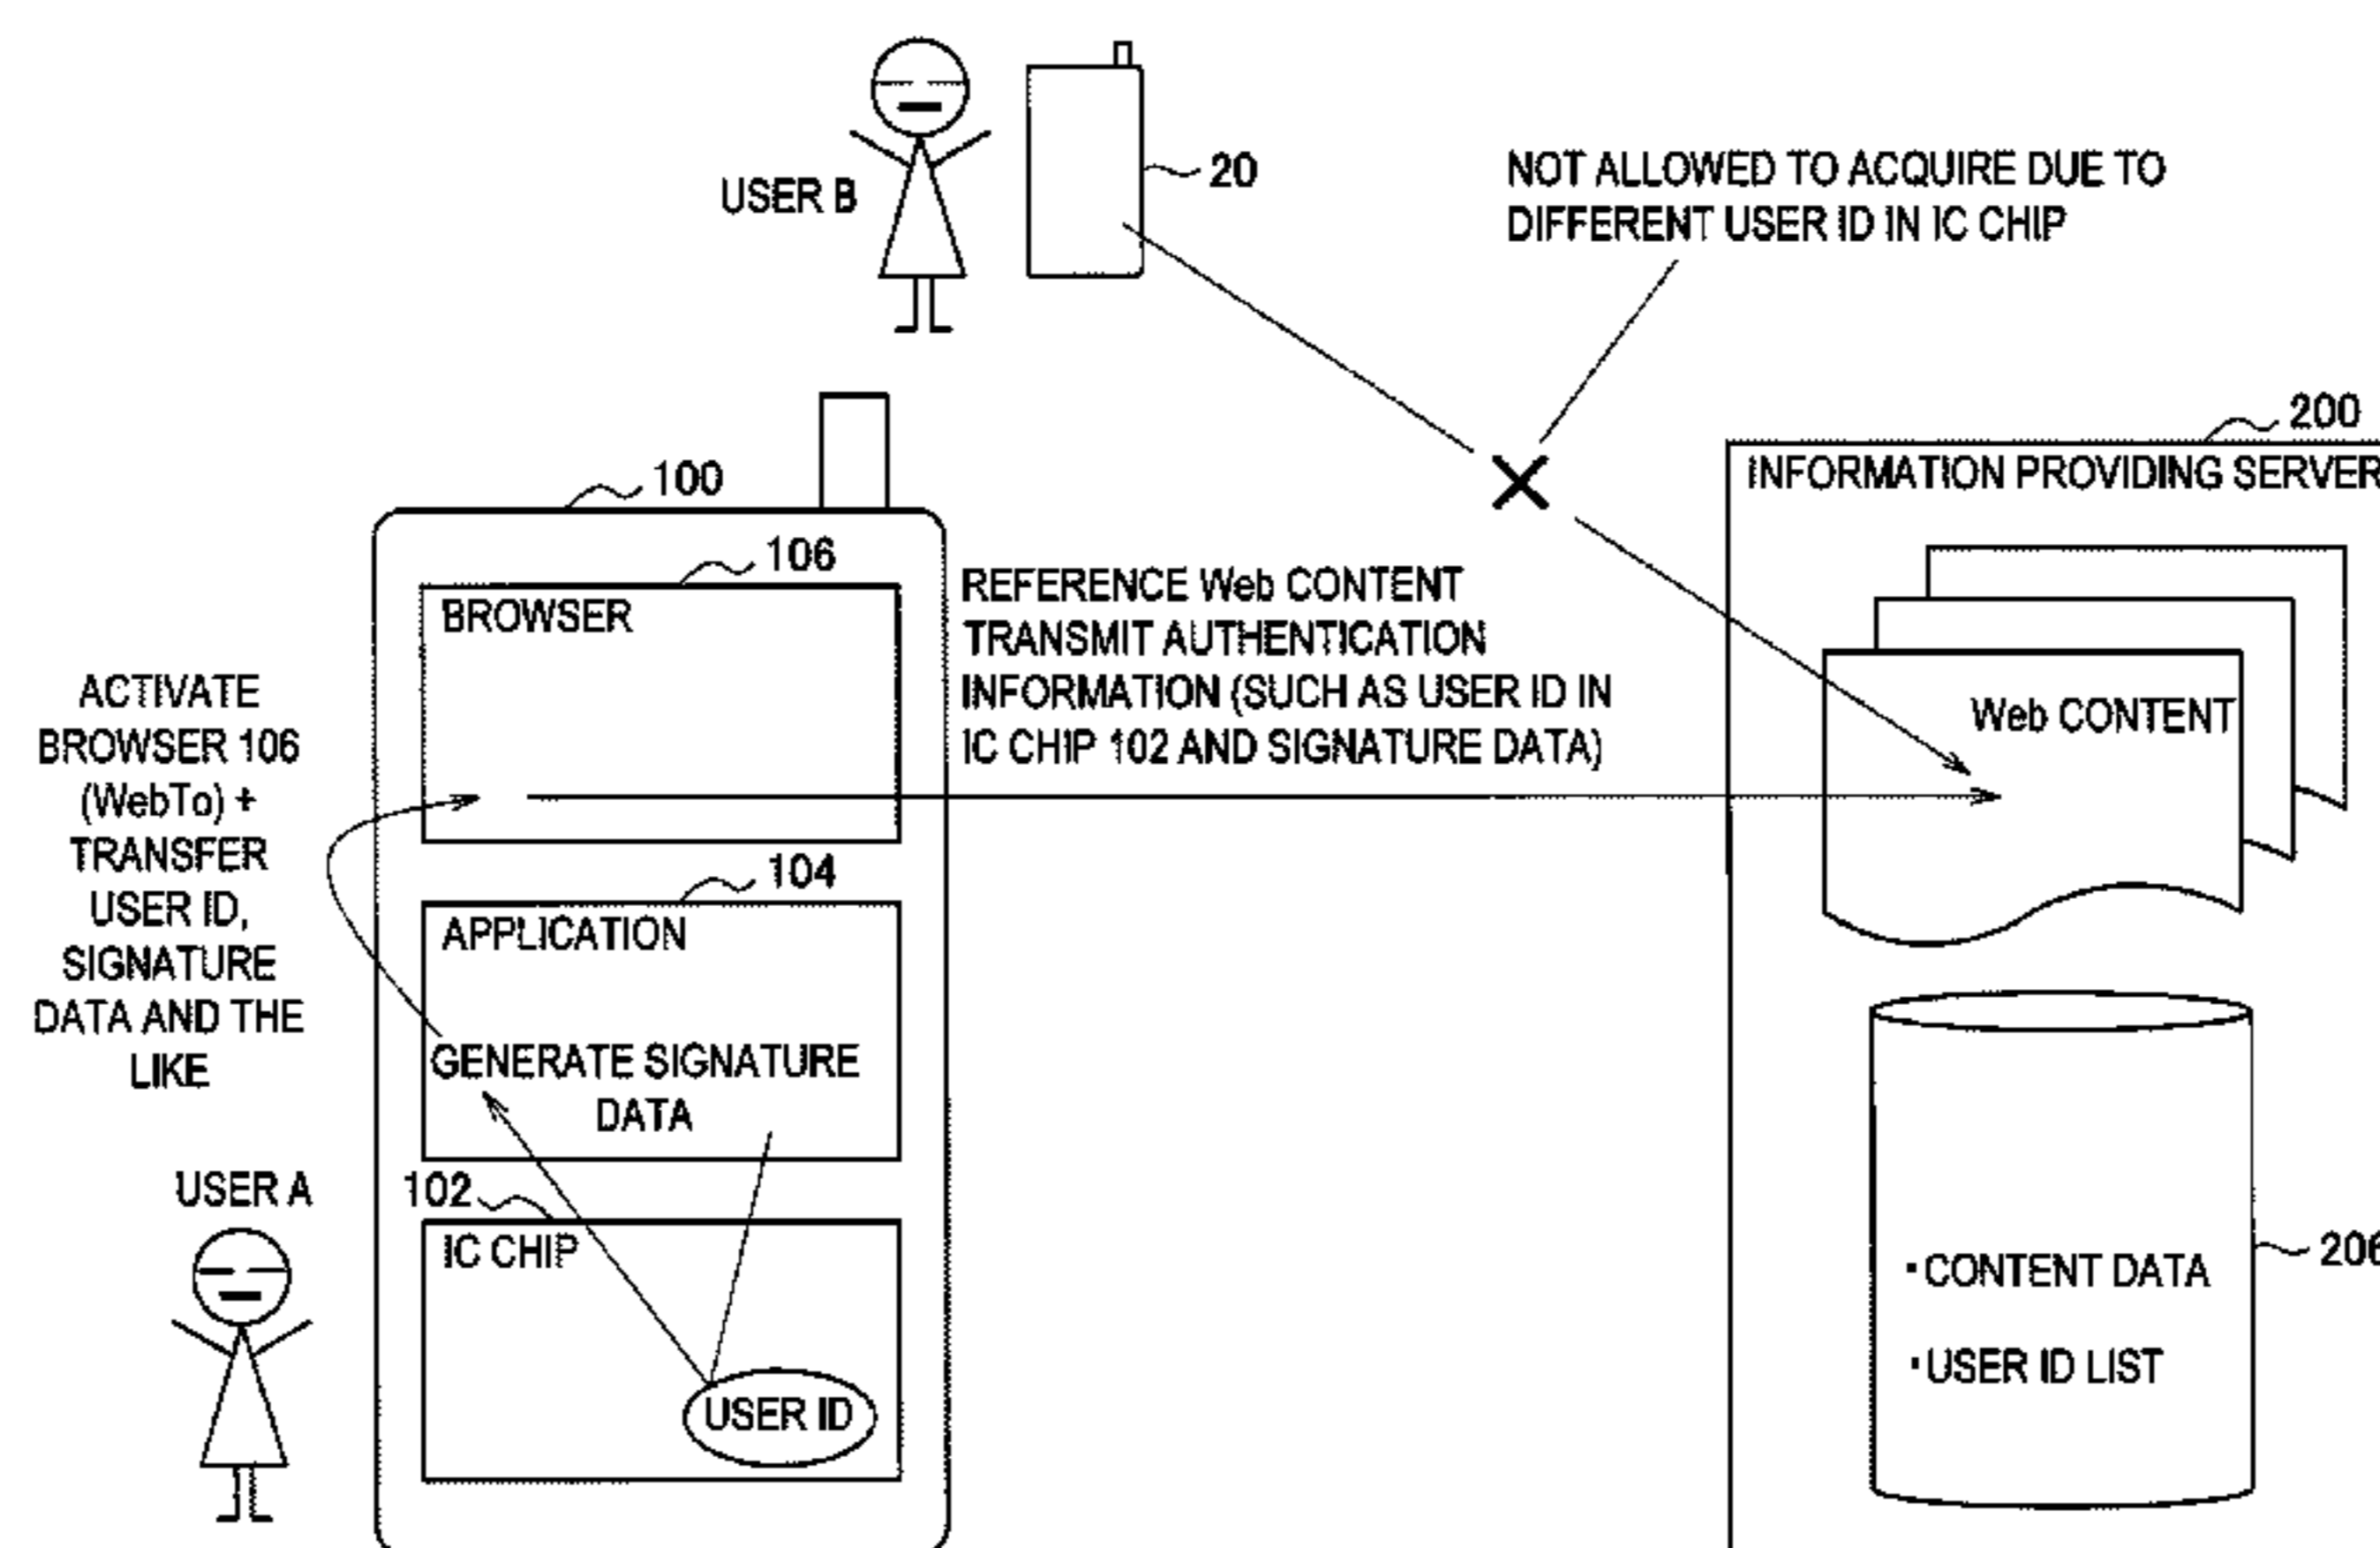 USER B
20
NOT ALLOWED TO ACQUIRE DUE TO
DIFFERENT USER ID IN IC CHIP
200
INFORMATION PROVIDING SERVER
100
106
BROWSER
REFERENCE Web CONTENT
TRANSMIT AUTHENTICATION
INFORMATION (SUCH AS USER ID IN
IC CHIP 102 AND SIGNATURE DATA)
Web CONTENT
ACTIVATE
BROWSER 106
(WebTo) +
TRANSFER
USER ID,
SIGNATURE
DATA AND THE
LIKE
104
APPLICATION
GENERATE SIGNATURE
DATA
USER A
102
IC CHIP
USER ID
206
▪CONTENT DATA
▪USER ID LIST